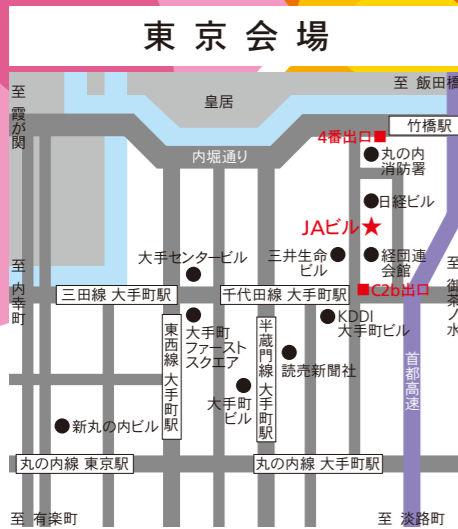 東京会場
至 飯田橋
至 霞が関
皇居
竹橋駅
4番出口
内堀通り
丸の内
消防署
日経ビル
JAビル
大手センタービル
三井生命
ビル
経団連
会館
至 内幸町
至 御茶ノ水
三田線 大手町駅
千代田線 大手町駅
C2b出口
東西線 大手町駅
大手町
ファースト
スクエア
半蔵門線 大手町駅
KDDI
大手町ビル
読売新聞社
首都高速
大手町
ビル
新丸の内ビル
丸の内線 東京駅
丸の内線 大手町駅
至 有楽町
至 淡路町